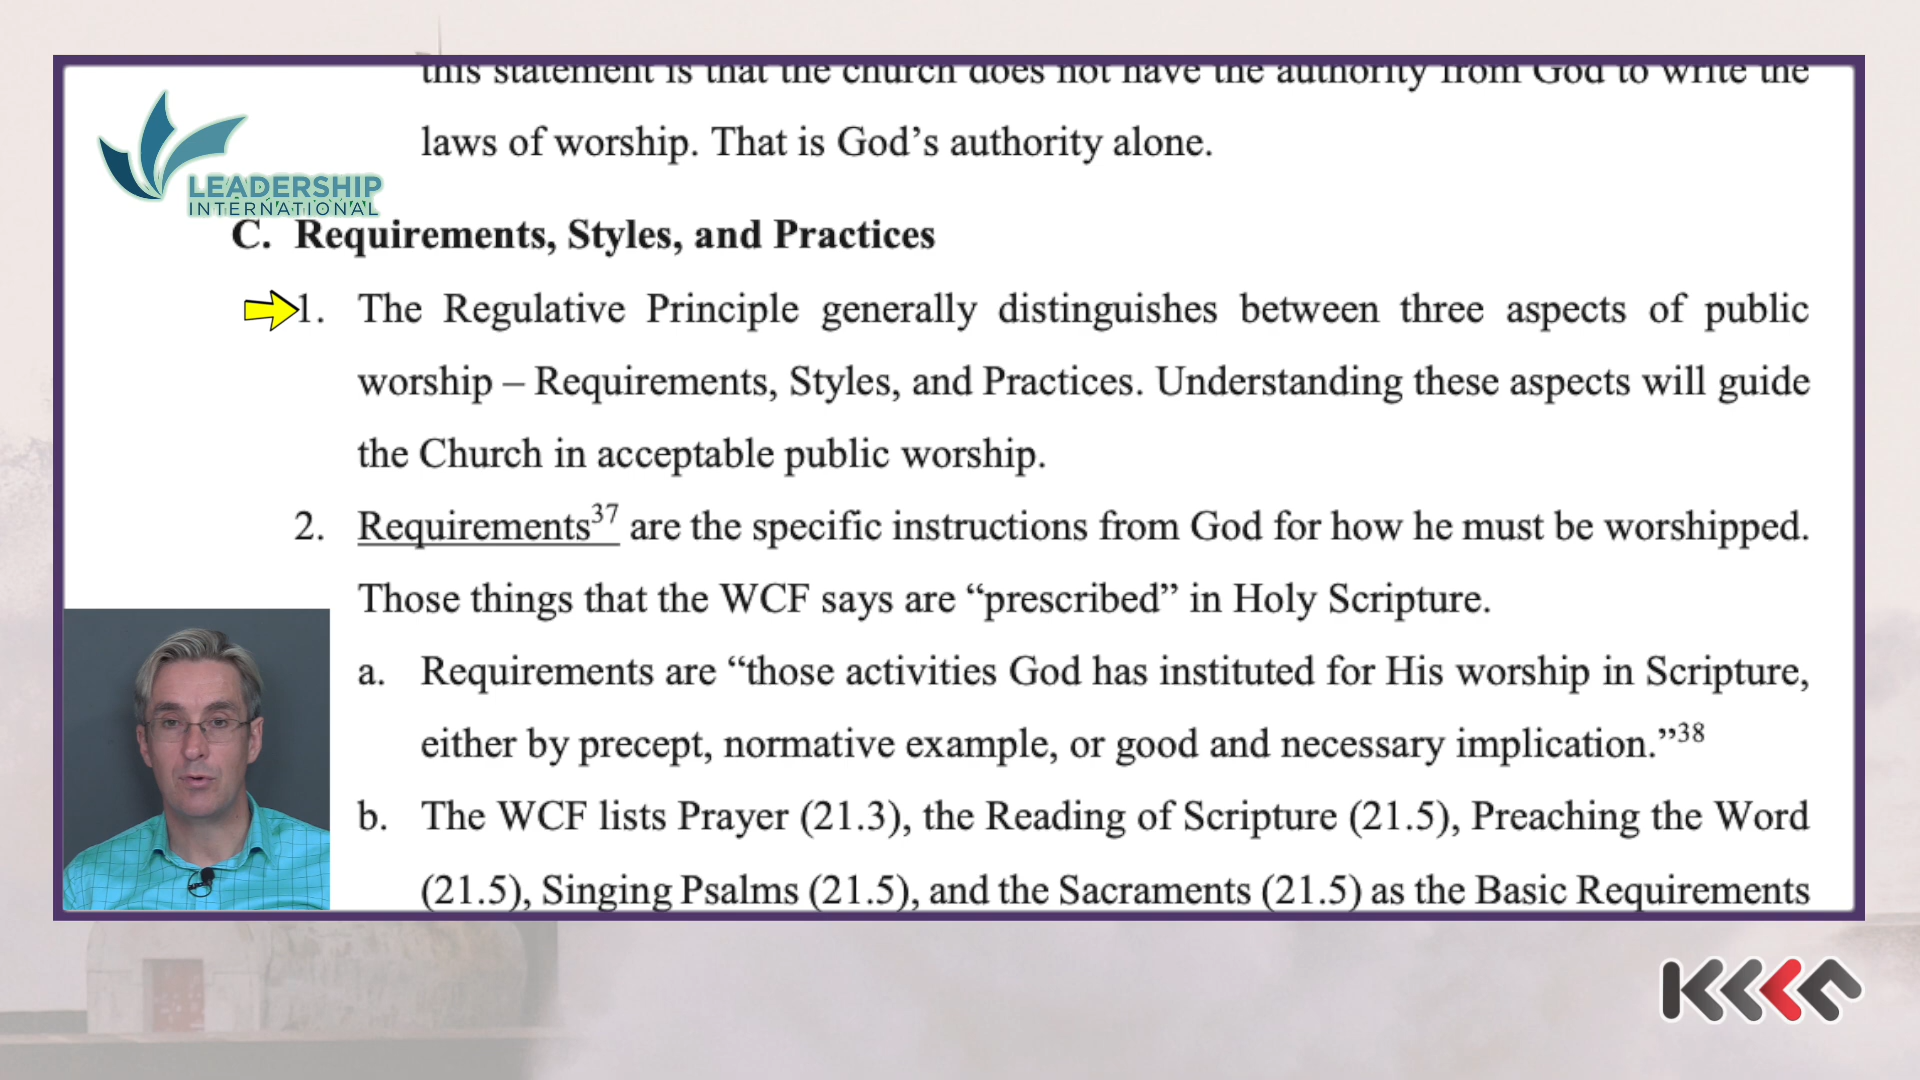 this statement is that the church does not have the authority from God to write the
laws of worship. That is God’s authority alone.
LEADERSHIP
INTERNATIONAL
C. Requirements, Styles, and Practices
1. The Regulative Principle generally distinguishes between three aspects of public
worship – Requirements, Styles, and Practices. Understanding these aspects will guide
the Church in acceptable public worship.
2. Requirements37 are the specific instructions from God for how he must be worshipped.
Those things that the WCF says are “prescribed” in Holy Scripture.
a. Requirements are “those activities God has instituted for His worship in Scripture,
either by precept, normative example, or good and necessary implication.”38
b. The WCF lists Prayer (21.3), the Reading of Scripture (21.5), Preaching the Word
(21.5), Singing Psalms (21.5), and the Sacraments (21.5) as the Basic Requirements